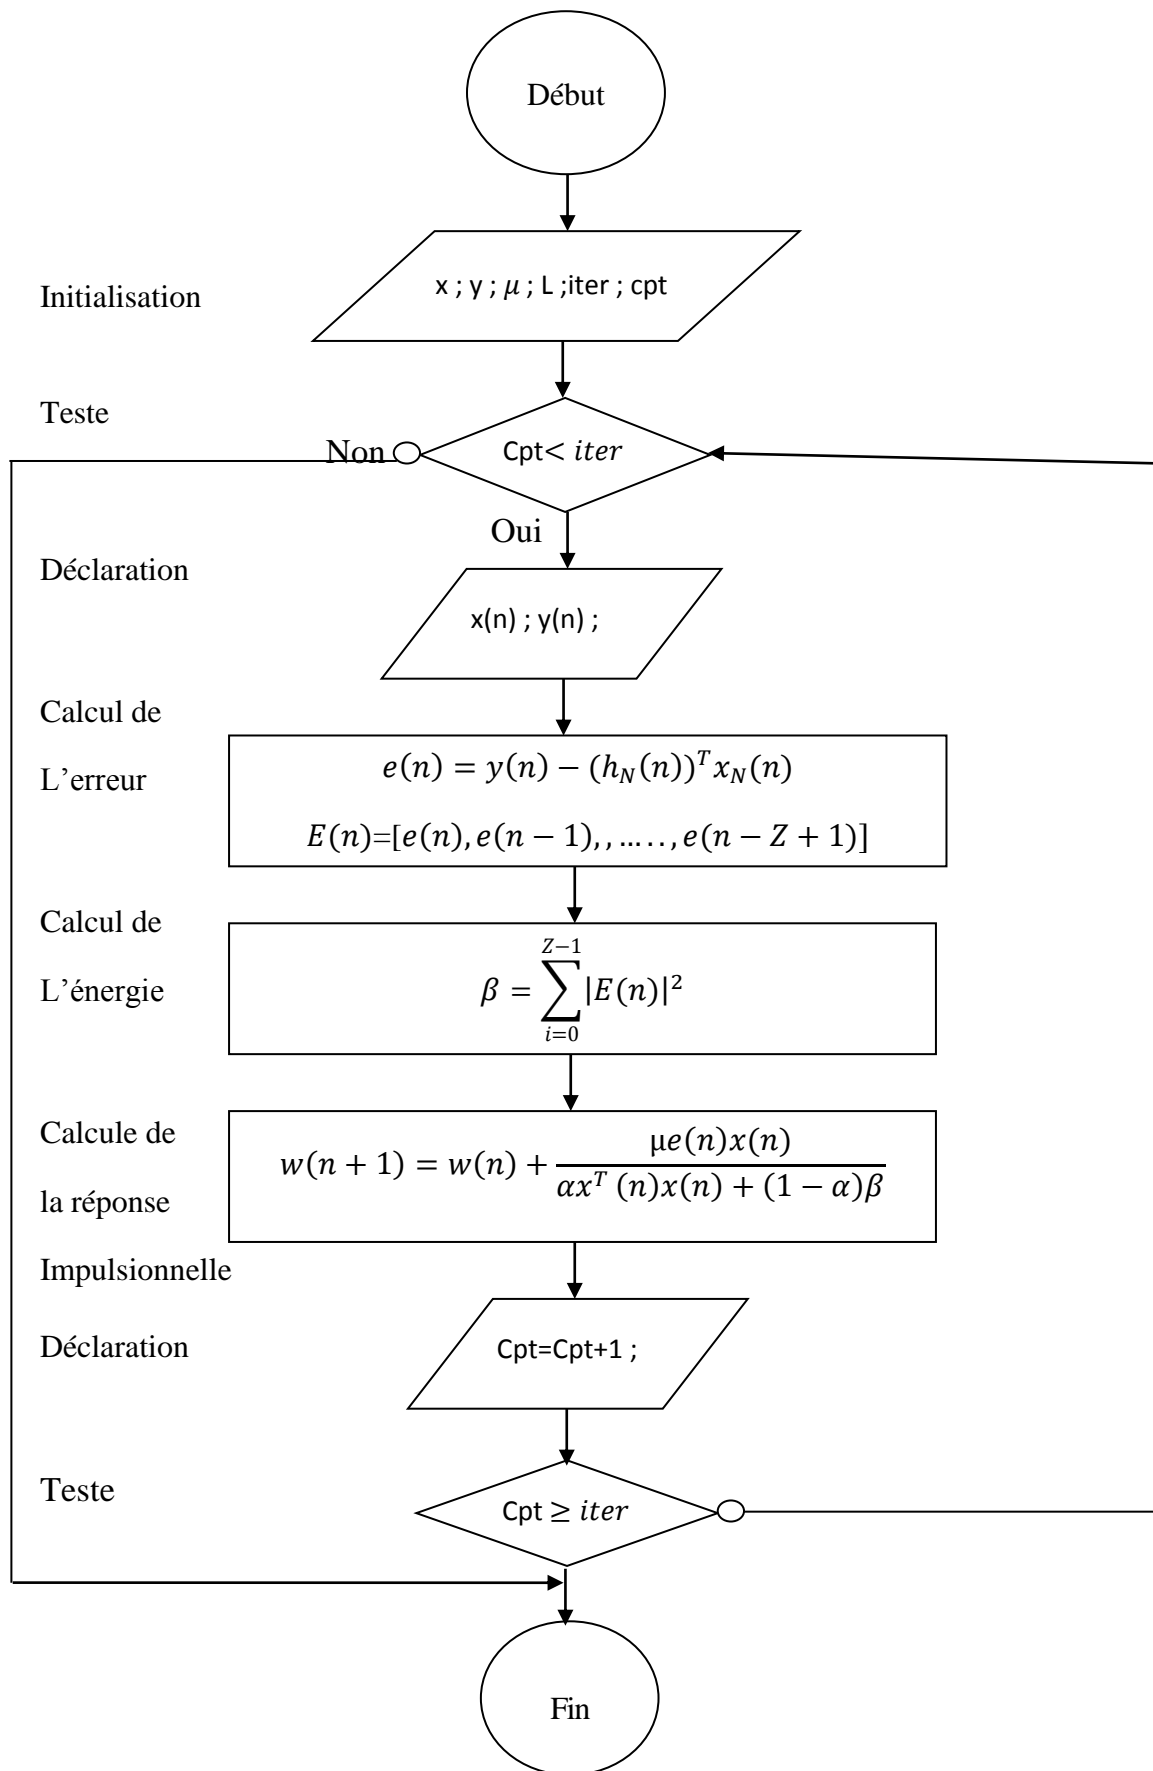 Début
Initialisation
x ; y ; μ ; L ;iter ; cpt
Teste
Non
Cpt< iter
Oui
Déclaration
x(n) ; y(n) ;
Calcul de
L’erreur
e(n) = y(n) − (h_N(n))^T x_N(n)
E(n)=[e(n), e(n − 1), , … . . , e(n − Z + 1)]
Calcul de
L’énergie
β = ∑_{i=0}^{Z−1} |E(n)|²
Calcule de
la réponse
Impulsionnelle
w(n + 1) = w(n) + μe(n)x(n) / αx^T (n)x(n) + (1 − α)β
Déclaration
Cpt=Cpt+1 ;
Teste
Cpt ≥ iter
Fin